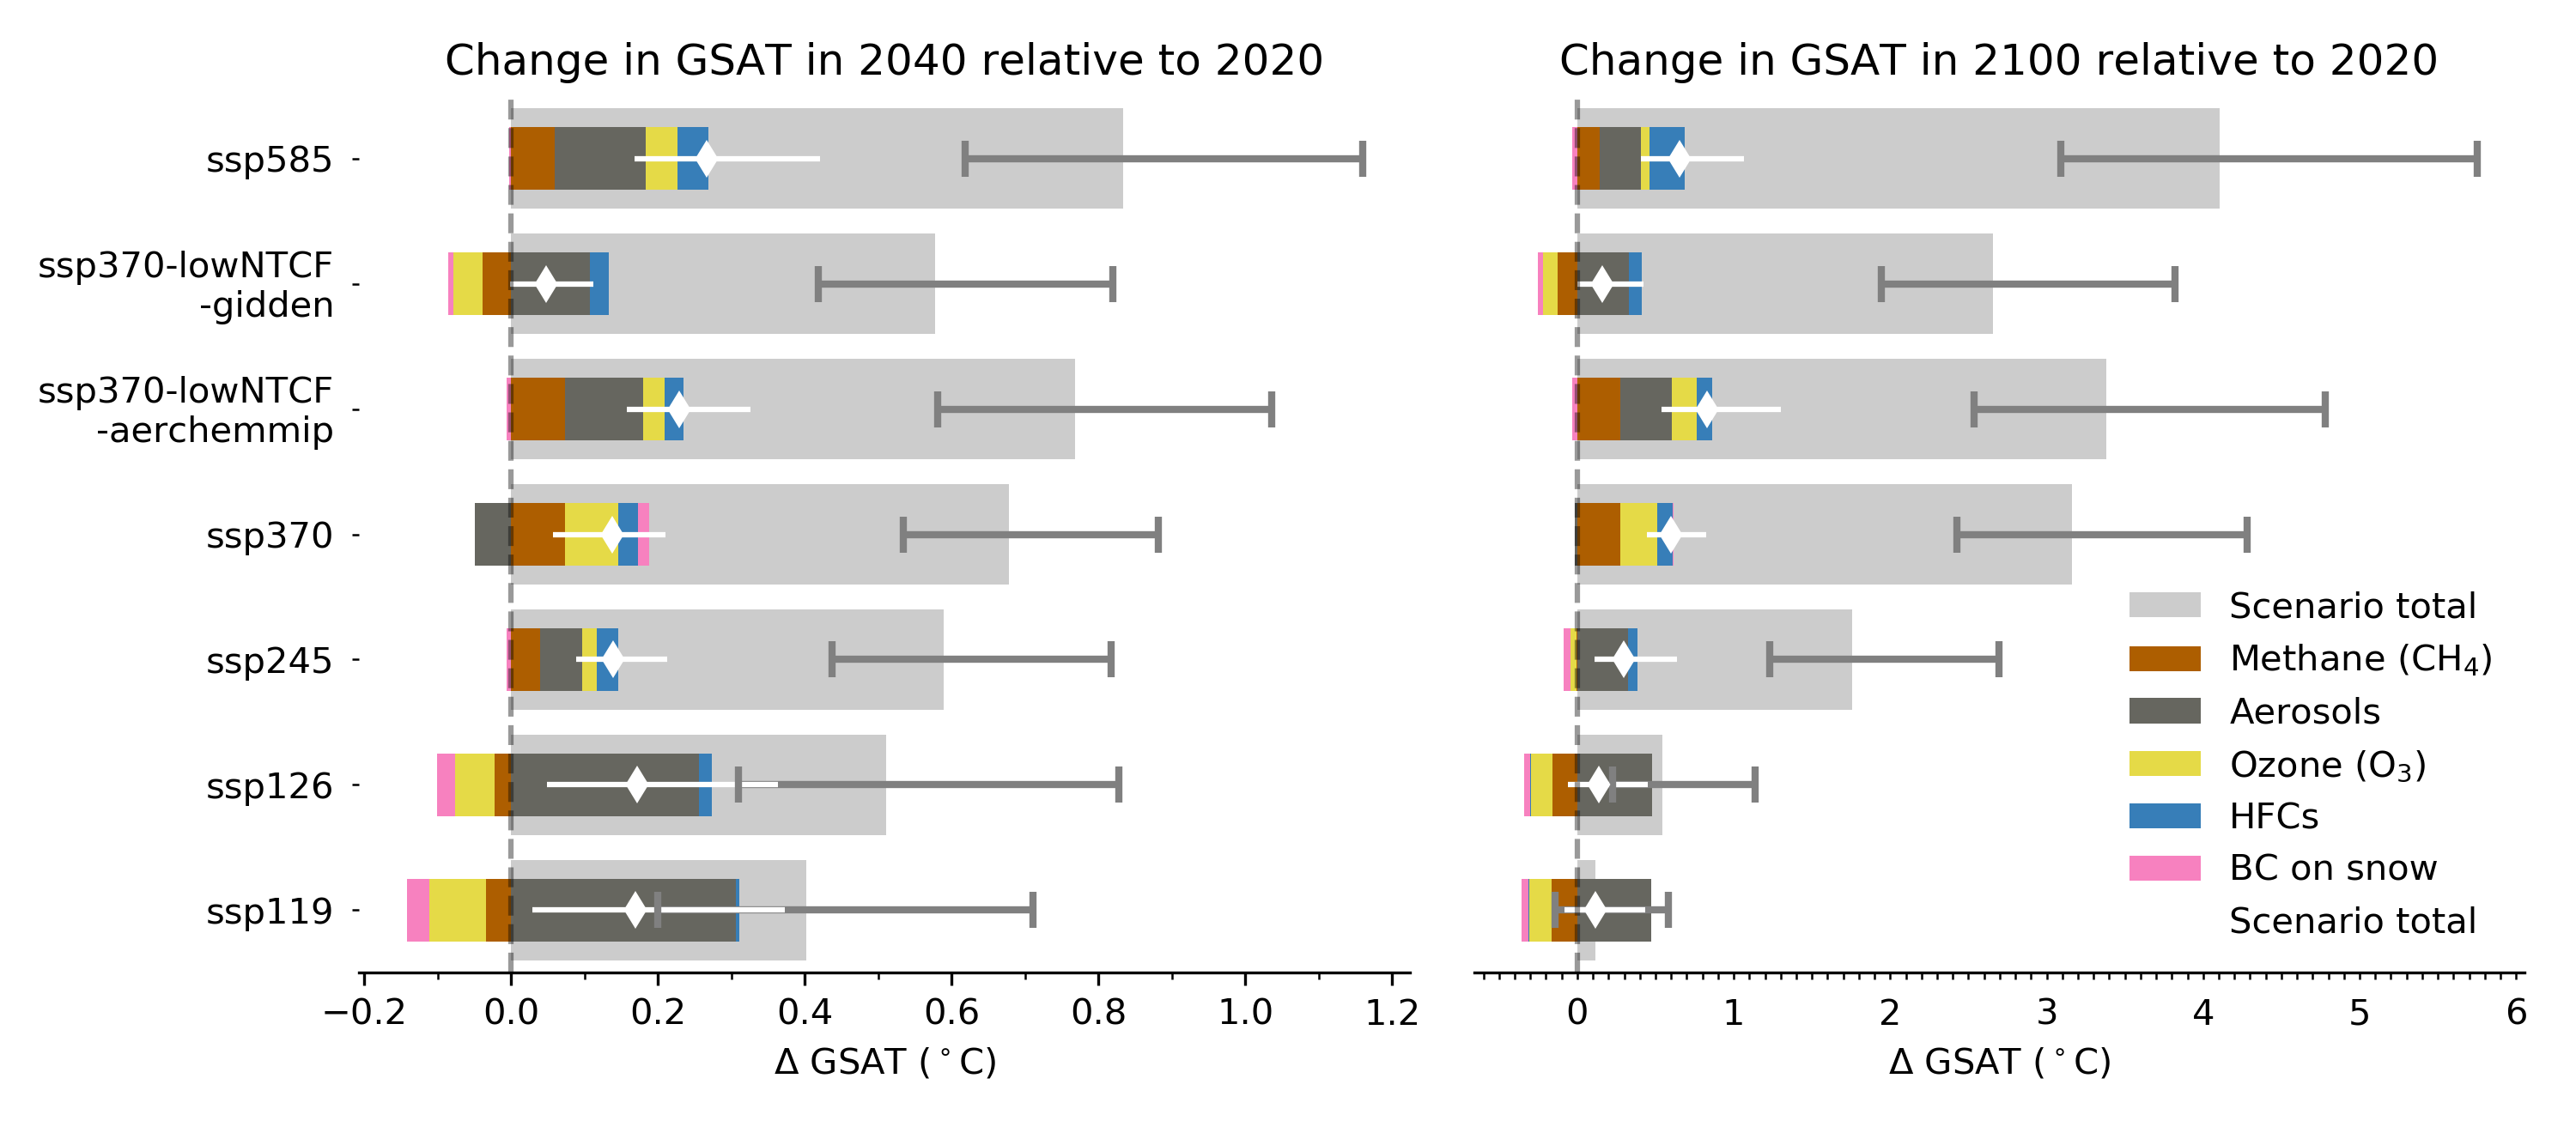 Change in GSAT in 2040 relative to 2020
ssp585
ssp370-lowNTCF
-gidden
ssp370-lowNTCF
-aerchemmip
ssp370
ssp245
ssp126
ssp119
−0.2 0.0 0.2 0.4 0.6 0.8 1.0 1.2
Δ GSAT (°C)
Change in GSAT in 2100 relative to 2020
Scenario total
Methane (CH₄)
Aerosols
Ozone (O₃)
HFCs
BC on snow
Scenario total
0 1 2 3 4 5 6
Δ GSAT (°C)